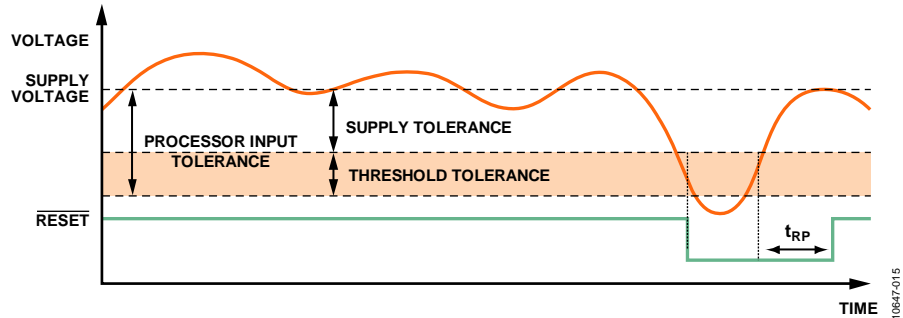 VOLTAGE
SUPPLY
VOLTAGE
PROCESSOR INPUT
TOLERANCE
SUPPLY TOLERANCE
THRESHOLD TOLERANCE
RESET
tRP
TIME
10647-015